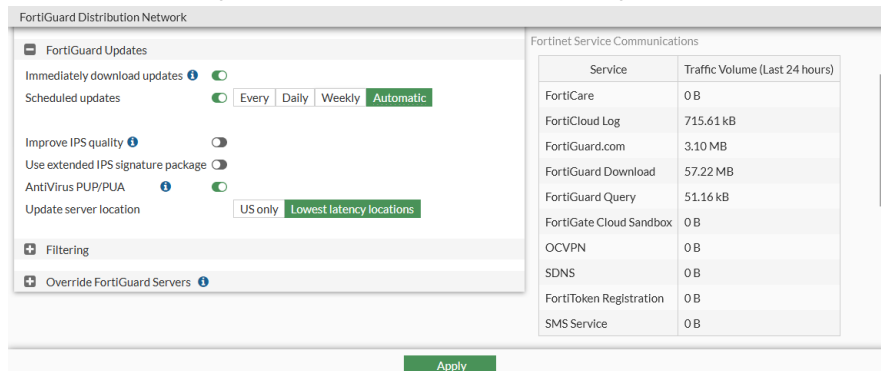 FortiGuard Distribution Network
FortiGuard Updates
Immediately download updates
Scheduled updates Every Daily Weekly Automatic
Improve IPS quality
Use extended IPS signature package
AntiVirus PUP/PUA
Update server location US only Lowest latency locations
Filtering
Override FortiGuard Servers
Fortinet Service Communications
Service Traffic Volume (Last 24 hours)
FortiCare 0 B
FortiCloud Log 715.61 kB
FortiGuard.com 3.10 MB
FortiGuard Download 57.22 MB
FortiGuard Query 51.16 kB
FortiGate Cloud Sandbox 0 B
OCVPN 0 B
SDNS 0 B
FortiToken Registration 0 B
SMS Service 0 B
Apply